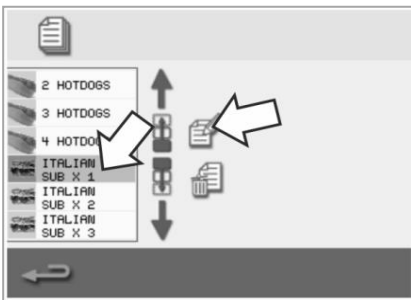 2 HOTDOGS
3 HOTDOGS
4 HOTDO
ITALIAN
SUB X 1
ITALIAN
SUB X 2
ITALIAN
SUB X 3